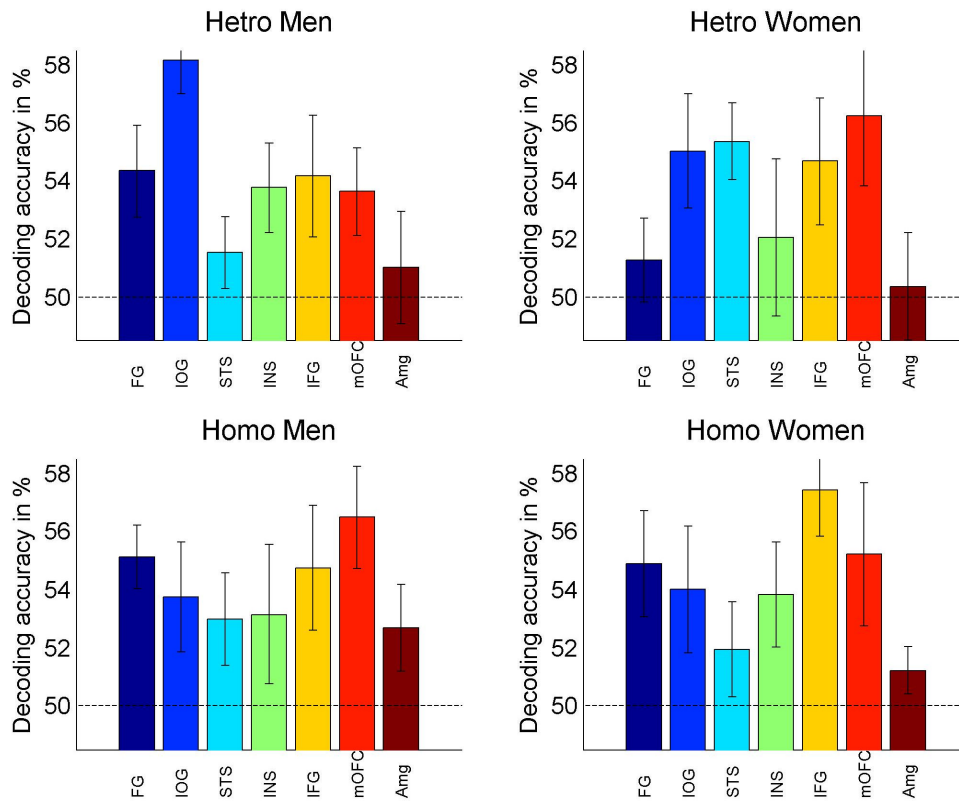 Hetro Men
Decoding accuracy in %
58
56
54
52
50
FG IOG STS INS IFG mOFC Amg
Hetro Women
Decoding accuracy in %
58
56
54
52
50
FG IOG STS INS IFG mOFC Amg
Homo Men
Decoding accuracy in %
58
56
54
52
50
FG IOG STS INS IFG mOFC Amg
Homo Women
Decoding accuracy in %
58
56
54
52
50
FG IOG STS INS IFG mOFC Amg